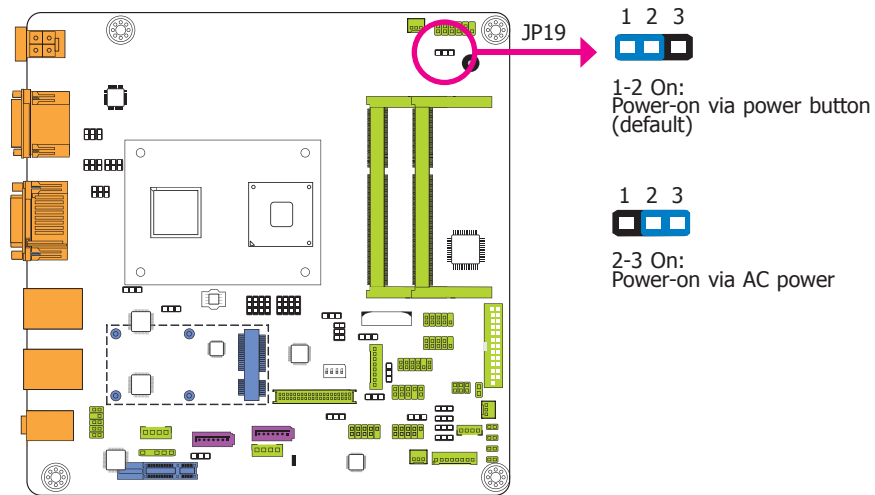 JP19
1 2 3
1-2 On:
Power-on via power button
(default)
1 2 3
2-3 On:
Power-on via AC power